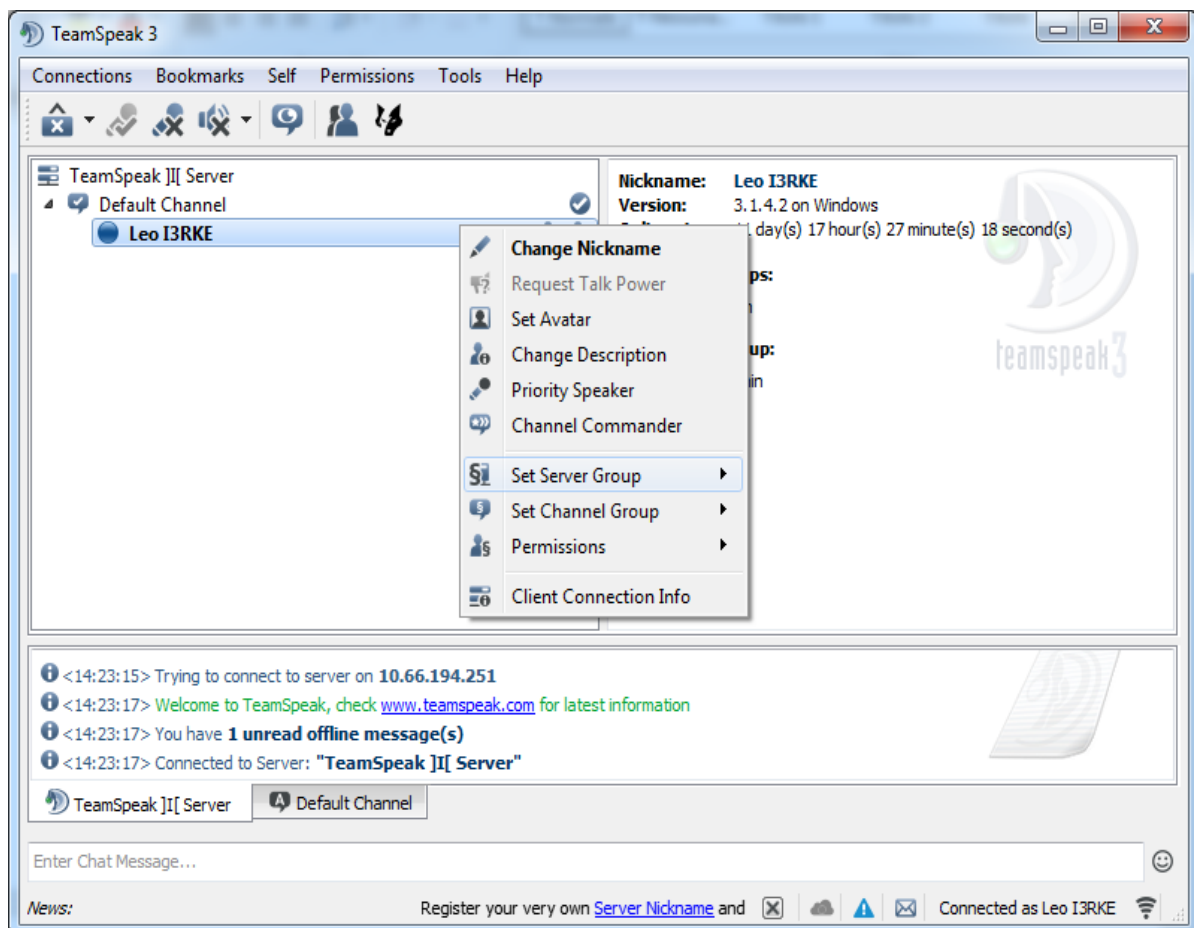 TeamSpeak 3
Connections Bookmarks Self Permissions Tools Help
TeamSpeak ]I[ Server
Default Channel
Leo I3RKE
Nickname: Leo I3RKE
Version: 3.1.4.2 on Windows
day(s) 17 hour(s) 27 minute(s) 18 second(s)
ps:
up:
in
teamspeak 3
Change Nickname
Request Talk Power
Set Avatar
Change Description
Priority Speaker
Channel Commander
Set Server Group
Set Channel Group
Permissions
Client Connection Info
<14:23:15> Trying to connect to server on 10.66.194.251
<14:23:17> Welcome to TeamSpeak, check www.teamspeak.com for latest information
<14:23:17> You have 1 unread offline message(s)
<14:23:17> Connected to Server: "TeamSpeak ]I[ Server"
TeamSpeak ]I[ Server Default Channel
Enter Chat Message...
News: Register your very own Server Nickname and Connected as Leo I3RKE